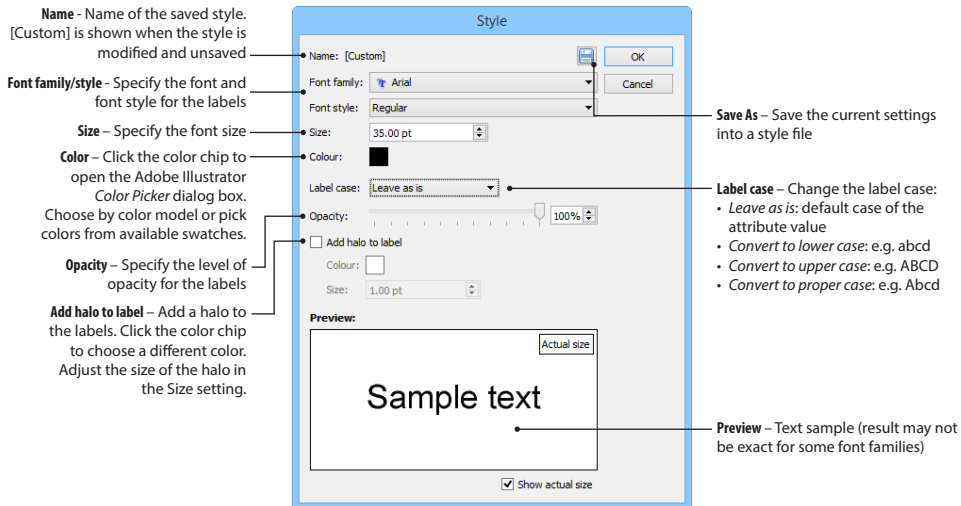 Name - Name of the saved style.
[Custom] is shown when the style is
modified and unsaved
Font family/style - Specify the font and
font style for the labels
Size – Specify the font size
Color – Click the color chip to
open the Adobe Illustrator
Color Picker dialog box.
Choose by color model or pick
colors from available swatches.
Opacity – Specify the level of
opacity for the labels
Add halo to label – Add a halo to
the labels. Click the color chip
to choose a different color.
Adjust the size of the halo in
the Size setting.
Style
Name: [Custom]
OK
Font family: Arial
Cancel
Font style: Regular
Size: 35.00 pt
Colour:
Label case: Leave as is
Opacity: 100%
Add halo to label
Colour:
Size: 1.00 pt
Preview:
Actual size
Sample text
Show actual size
Save As – Save the current settings
into a style file
Label case – Change the label case:
• Leave as is: default case of the
attribute value
• Convert to lower case: e.g. abcd
• Convert to upper case: e.g. ABCD
• Convert to proper case: e.g. Abcd
Preview – Text sample (result may not
be exact for some font families)